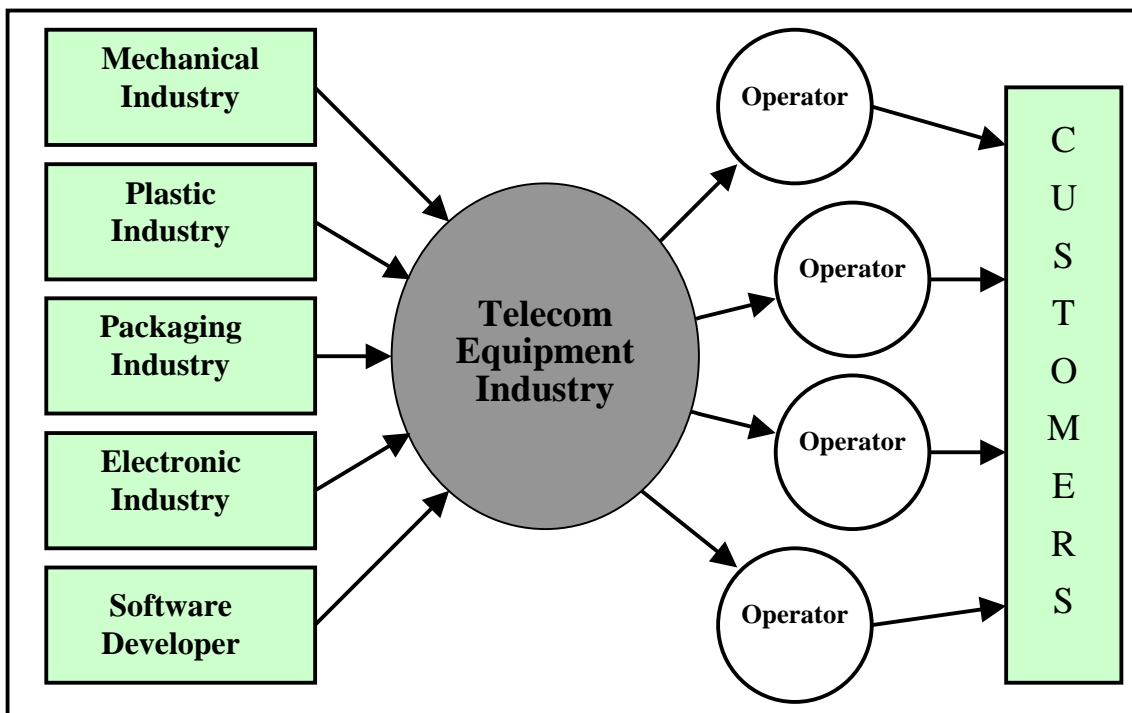 Mechanical
Industry
Plastic
Industry
Packaging
Industry
Electronic
Industry
Software
Developer
Telecom
Equipment
Industry
Operator
Operator
Operator
Operator
C
U
S
T
O
M
E
R
S